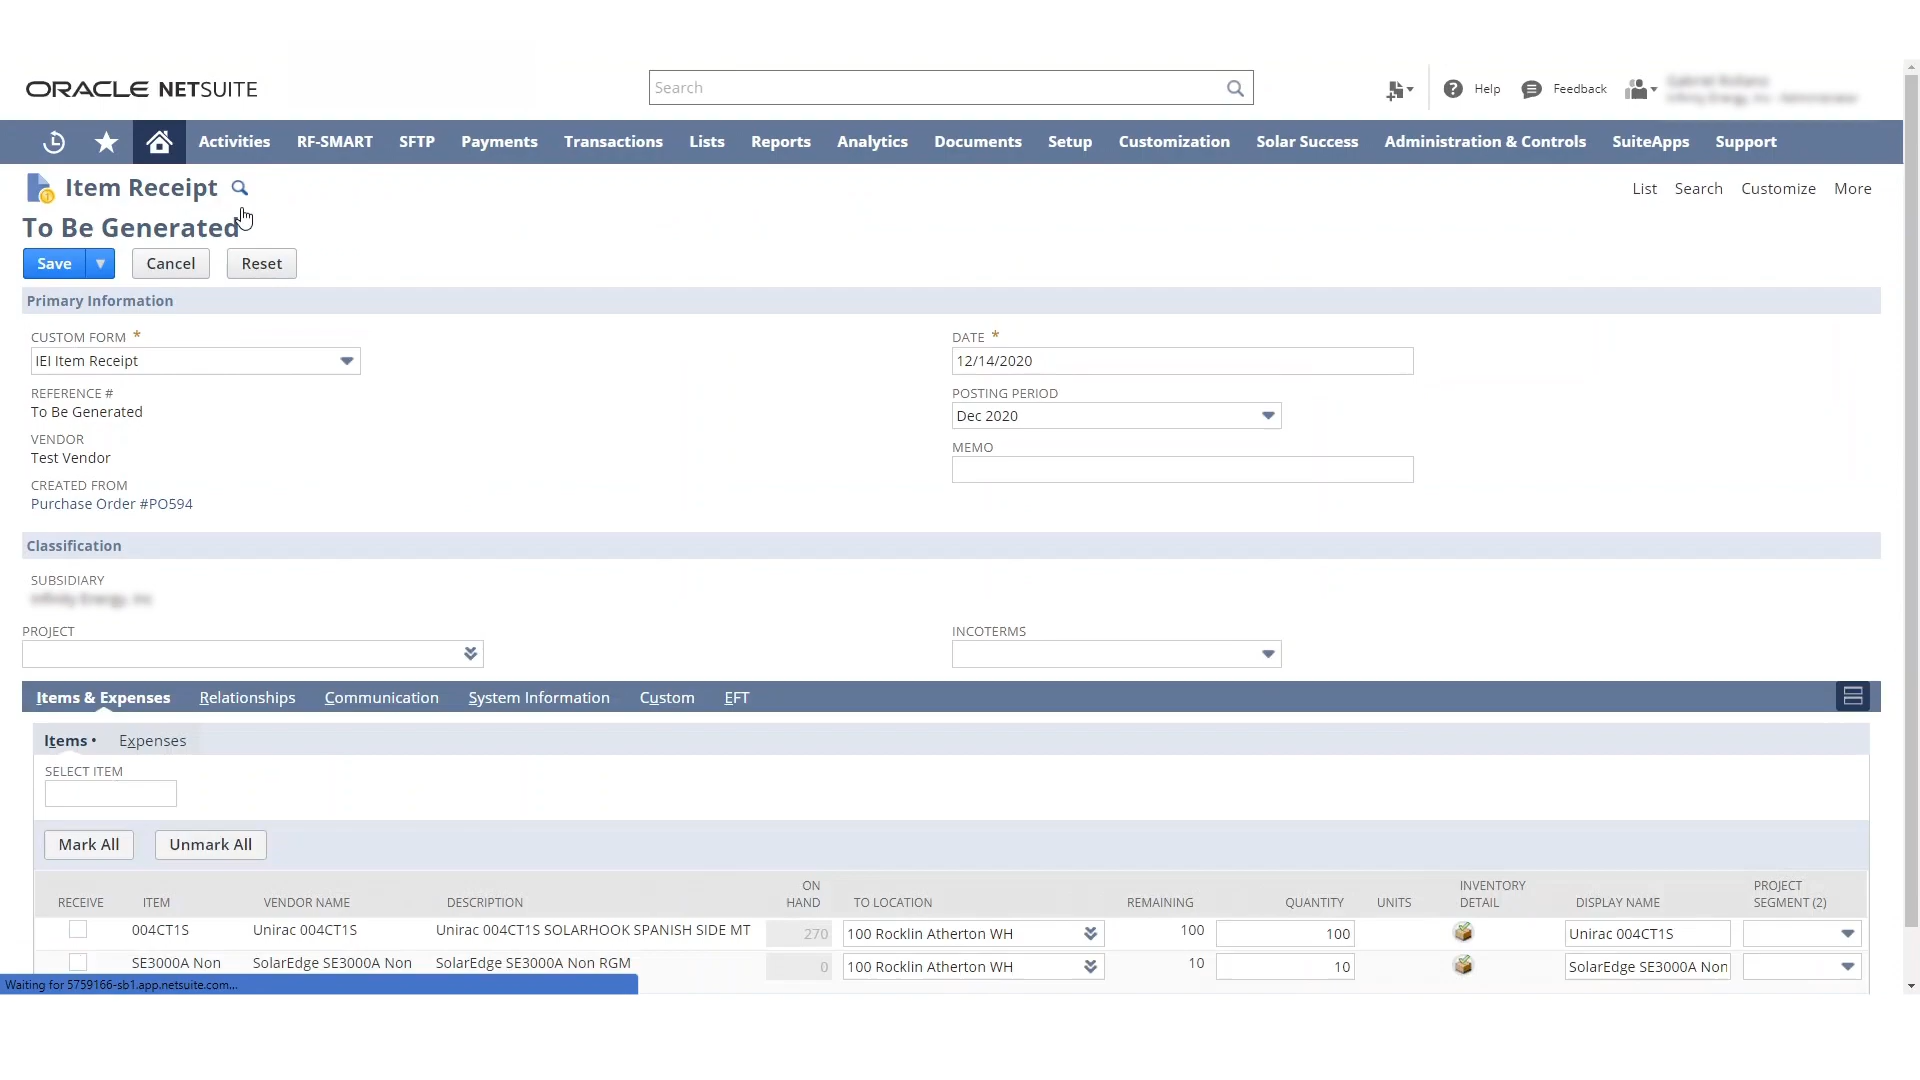 ORACLE NETSUITE
Search
Help
Feedback
Activities RF-SMART SFTP Payments Transactions Lists Reports Analytics Documents Setup Customization Solar Success Administration & Controls SuiteApps Support
Item Receipt
List Search Customize More
To Be Generated
Save Cancel Reset
Primary Information
CUSTOM FORM *
IEI Item Receipt
REFERENCE #
To Be Generated
VENDOR
Test Vendor
CREATED FROM
Purchase Order #PO594
DATE *
12/14/2020
POSTING PERIOD
Dec 2020
MEMO
Classification
SUBSIDIARY
PROJECT
INCOTERMS
Items & Expenses Relationships Communication System Information Custom EFT
Items • Expenses
SELECT ITEM
Mark All Unmark All
RECEIVE ITEM VENDOR NAME DESCRIPTION ON HAND TO LOCATION REMAINING QUANTITY UNITS INVENTORY DETAIL DISPLAY NAME PROJECT SEGMENT (2)
004CT1S Unirac 004CT1S Unirac 004CT1S SOLARHOOK SPANISH SIDE MT 270 100 Rocklin Atherton WH 100 100 Unirac 004CT1S
SE3000A Non SolarEdge SE3000A Non SolarEdge SE3000A Non RGM 0 100 Rocklin Atherton WH 10 10 SolarEdge SE3000A Non
Waiting for 5759166-sb1.app.netsuite.com...